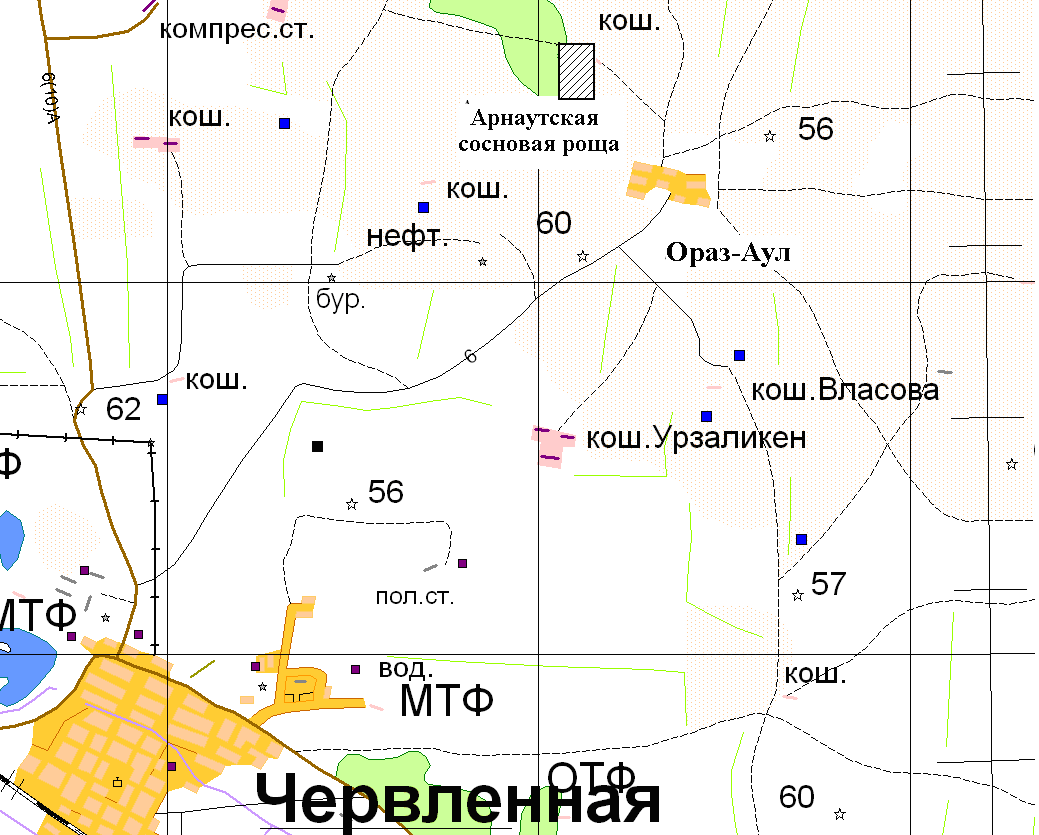 кош.
компрес.ст.
6(10)А
кош.
Арнаутская
сосновая роща
56
кош.
60
нефт.
Ораз-Аул
бур.
6
кош.
62
кош.Власова
кош.Урзаликен
Ф
56
57
пол.ст.
МТФ
вод.
кош.
МТФ
ОТФ
Червленная
60